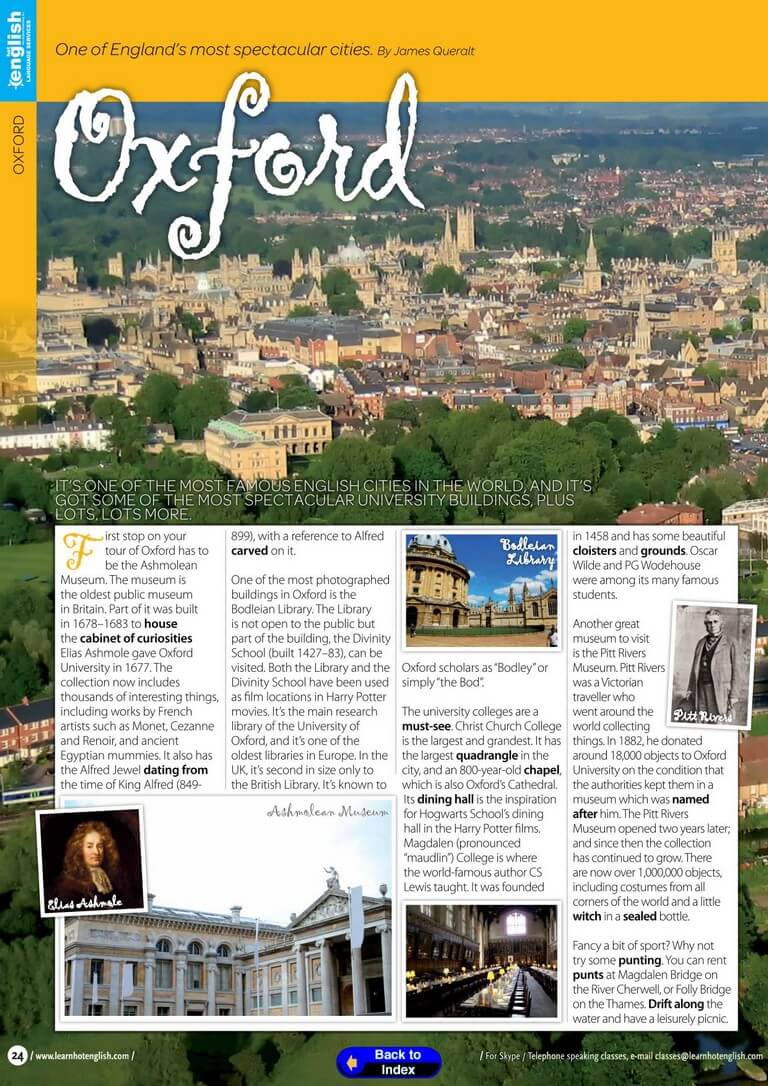 One of England's most spectacular cities. By James Queralt
english
LANGUAGE SERVICES
OXFORD
Oxford
IT'S ONE OF THE MOST FAMOUS ENGLISH CITIES IN THE WORLD, AND IT'S
GOT SOME OF THE MOST SPECTACULAR UNIVERSITY BUILDINGS, PLUS
LOTS, LOTS MORE.
First stop on your
tour of Oxford has to
be the Ashmolean
Museum. The museum is
the oldest public museum
in Britain. Part of it was built
in 1678–1683 to house
the cabinet of curiosities
Elias Ashmole gave Oxford
University in 1677. The
collection now includes
thousands of interesting things,
including works by French
artists such as Monet, Cezanne
and Renoir, and ancient
Egyptian mummies. It also has
the Alfred Jewel dating from
the time of King Alfred (849-
899), with a reference to Alfred
carved on it.
One of the most photographed
buildings in Oxford is the
Bodleian Library. The Library
is not open to the public but
part of the building, the Divinity
School (built 1427–83), can be
visited. Both the Library and the
Divinity School have been used
as film locations in Harry Potter
movies. It's the main research
library of the University of
Oxford, and it's one of the
oldest libraries in Europe. In the
UK, it's second in size only to
the British Library. It's known to
Bodleian
Library
Oxford scholars as "Bodley" or
simply "the Bod".
The university colleges are a
must-see. Christ Church College
is the largest and grandest. It has
the largest quadrangle in the
city, and an 800-year-old chapel,
which is also Oxford's Cathedral.
Its dining hall is the inspiration
for Hogwarts School's dining
hall in the Harry Potter films.
Magdalen (pronounced
"maudlin") College is where
the world-famous author CS
Lewis taught. It was founded
in 1458 and has some beautiful
cloisters and grounds. Oscar
Wilde and PG Wodehouse
were among its many famous
students.
Another great
museum to visit
is the Pitt Rivers
Museum. Pitt Rivers
was a Victorian
traveller who
went around the
world collecting
things. In 1882, he donated
around 18,000 objects to Oxford
University on the condition that
the authorities kept them in a
museum which was named
after him. The Pitt Rivers
Museum opened two years later;
and since then the collection
has continued to grow. There
are now over 1,000,000 objects,
including costumes from all
corners of the world and a little
witch in a sealed bottle.
Fancy a bit of sport? Why not
try some punting. You can rent
punts at Magdalen Bridge on
the River Cherwell, or Folly Bridge
on the Thames. Drift along the
water and have a leisurely picnic.
Pitt Rivers
Ashmolean Museum
Elias Ashmole
24 / www.learnhotenglish.com /
Back to
Index
/ For Skype / Telephone speaking classes, e-mail classes@learnhotenglish.com